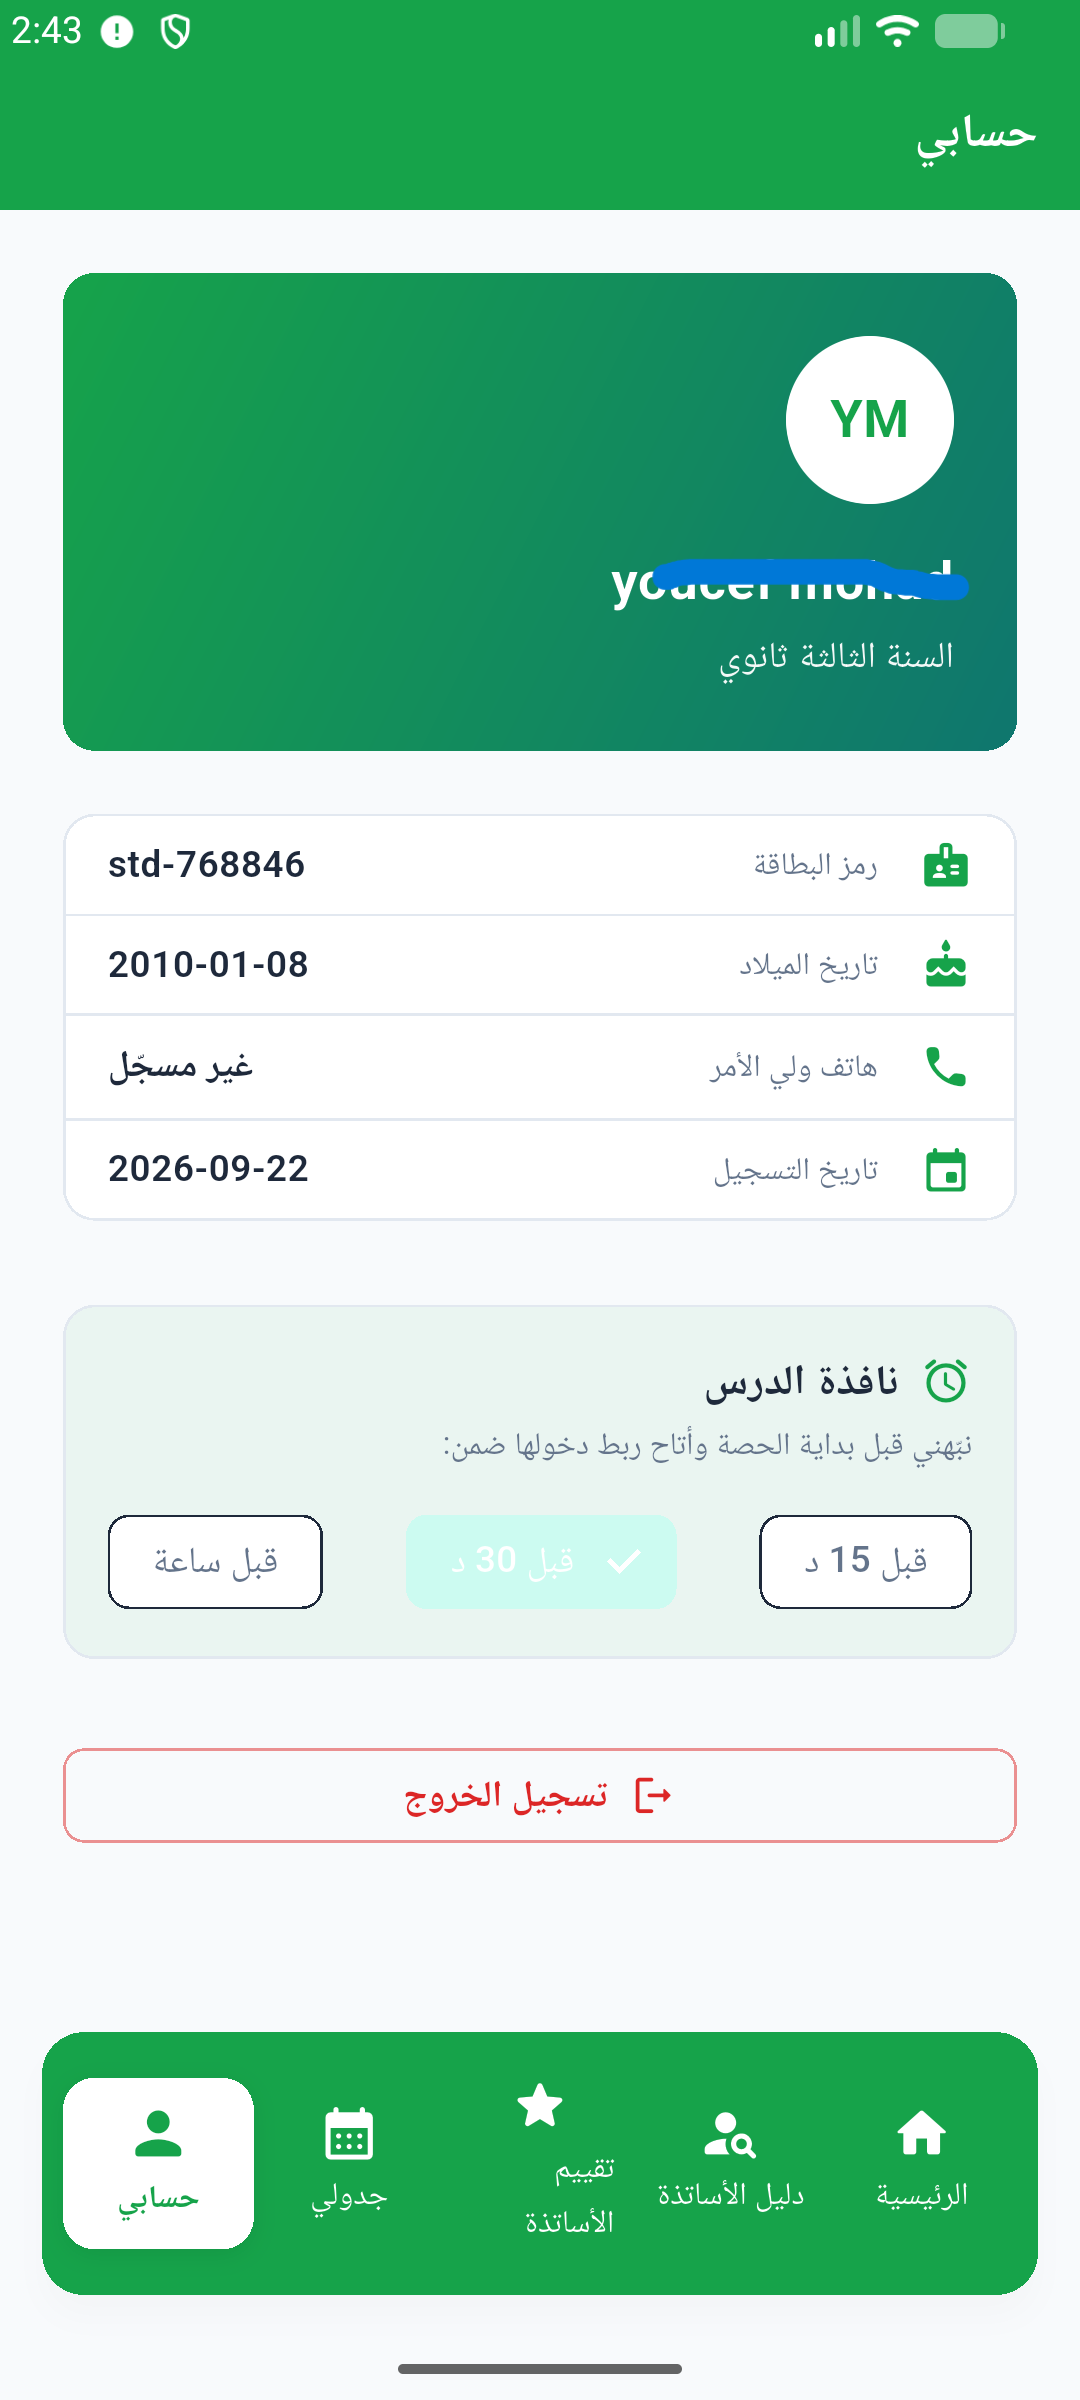 2:43
حسابي
YM
السنة الثالثة ثانوي
رمز البطاقة std-768846
تاريخ الميلاد 2010-01-08
هاتف ولي الأمر غير مسجّل
تاريخ التسجيل 2026-09-22
نافذة الدرس
نبّهني قبل بداية الحصة وأتاح ربط دخولها ضمن:
قبل 15 د قبل 30 د قبل ساعة
تسجيل الخروج
الرئيسية دليل الأساتذة تقييم الأساتذة جدولي حسابي